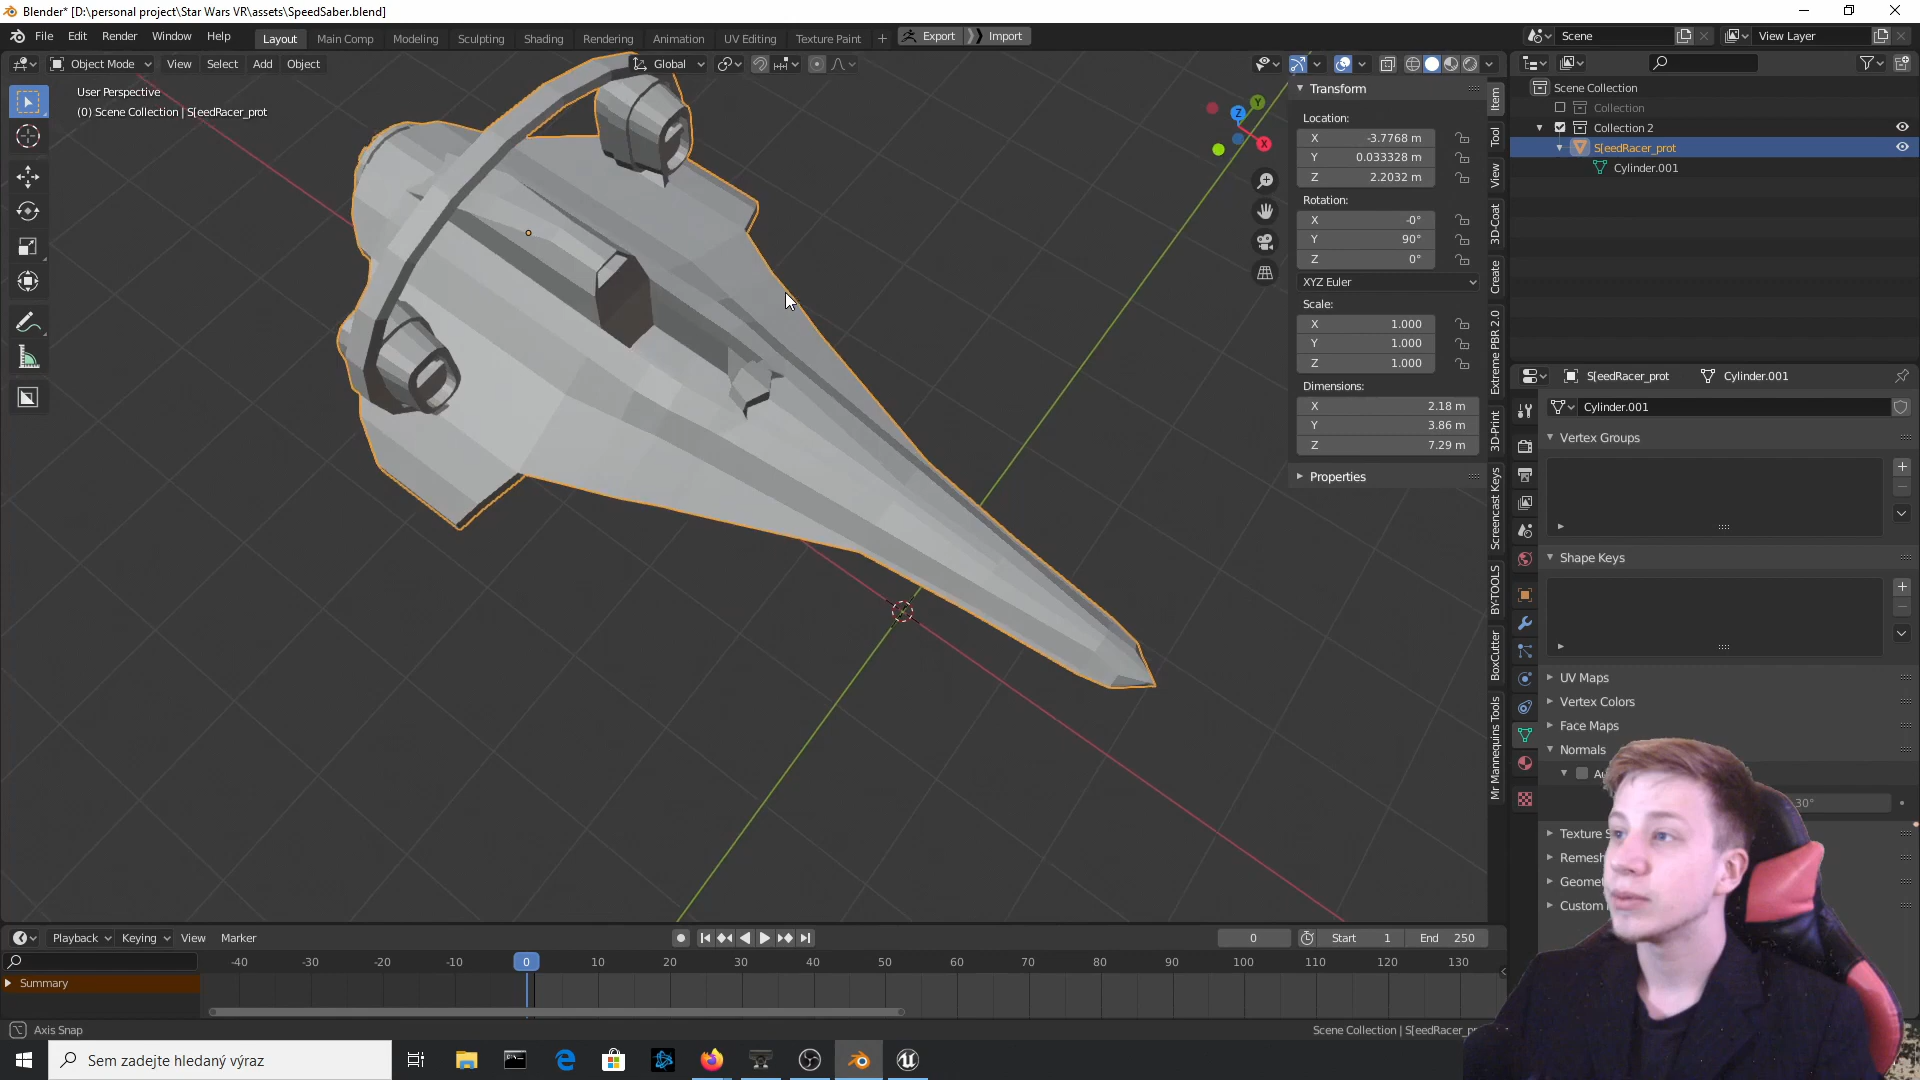 Blender* [D:\personal project\Star Wars VR\assets\SpeedSaber.blend]
File Edit Render Window Help Layout Main Comp Modeling Sculpting Shading Rendering Animation UV Editing Texture Paint + Export Import Scene View Layer
Object Mode View Select Add Object Global
User Perspective
(0) Scene Collection | S[eedRacer_prot
Transform
Location:
X -3.7768 m
Y 0.033328 m
Z 2.2032 m
Rotation:
X -0°
Y 90°
Z 0°
XYZ Euler
Scale:
X 1.000
Y 1.000
Z 1.000
Dimensions:
X 2.18 m
Y 3.86 m
Z 7.29 m
Properties
Z
Y
X
Item
Tool
View
3D-Coat
Create
Extreme PBR 2.0
3D-Print
Screencast Keys
BY-TOOLS
BoxCutter
Mr Mannequins Tools
Scene Collection
Collection
Collection 2
S[eedRacer_prot
Cylinder.001
S[eedRacer_prot Cylinder.001
Cylinder.001
Vertex Groups
Shape Keys
UV Maps
Vertex Colors
Face Maps
Normals
30°
Texture S
Remesh
Geomet
Custom
Playback Keying View Marker 0 Start 1 End 250
-40 -30 -20 -10 0 10 20 30 40 50 60 70 80 90 100 110 120 130
Summary
Axis Snap
Scene Collection | S[eedRacer_pr
Sem zadejte hledaný výraz